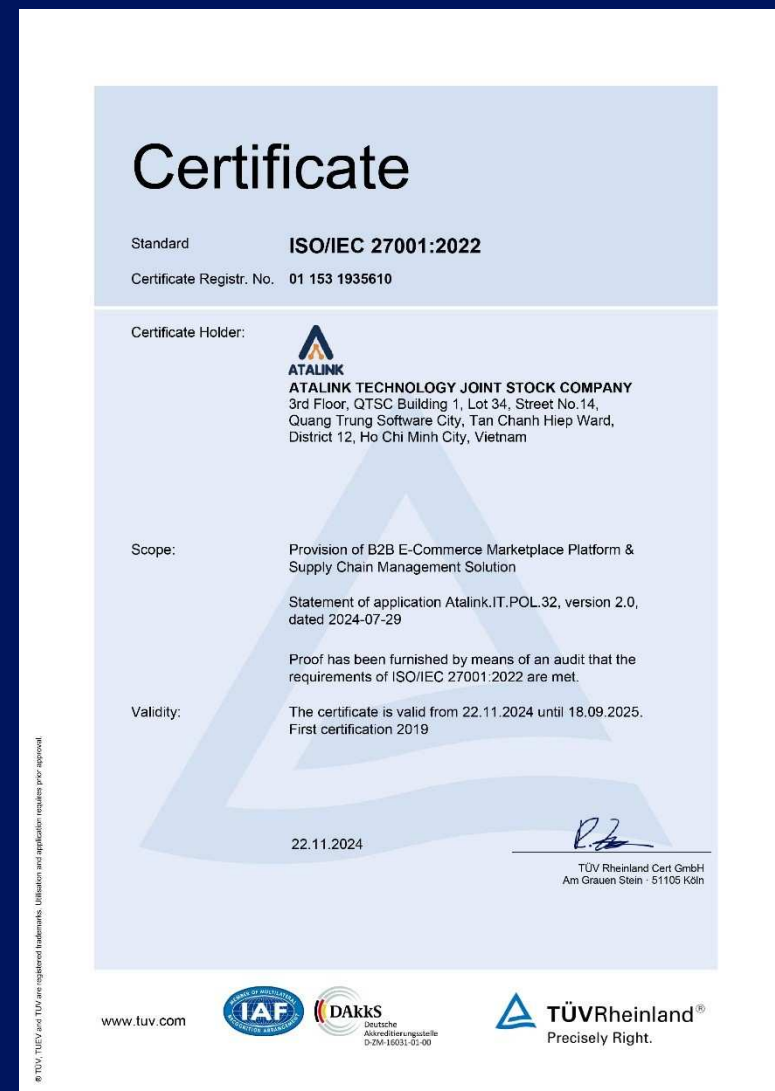 Certificate
Standard ISO/IEC 27001:2022
Certificate Registr. No. 01 153 1935610
Certificate Holder:
ATALINK
ATALINK TECHNOLOGY JOINT STOCK COMPANY
3rd Floor, QTSC Building 1, Lot 34, Street No.14,
Quang Trung Software City, Tan Chanh Hiep Ward,
District 12, Ho Chi Minh City, Vietnam
Scope: Provision of B2B E-Commerce Marketplace Platform &
Supply Chain Management Solution
Statement of application Atalink.IT.POL.32, version 2.0,
dated 2024-07-29
Proof has been furnished by means of an audit that the
requirements of ISO/IEC 27001:2022 are met.
Validity: The certificate is valid from 22.11.2024 until 18.09.2025.
First certification 2019
22.11.2024
TÜV Rheinland Cert GmbH
Am Grauen Stein · 51105 Köln
® TÜV, TUEV and TUV are registered trademarks. Utilisation and application requires prior approval.
www.tuv.com
MEMBER OF MULTILATERAL
IAF
RECOGNITION ARRANGEMENT
DAkkS
Deutsche
Akkreditierungsstelle
D-ZM-16031-01-00
TÜVRheinland®
Precisely Right.